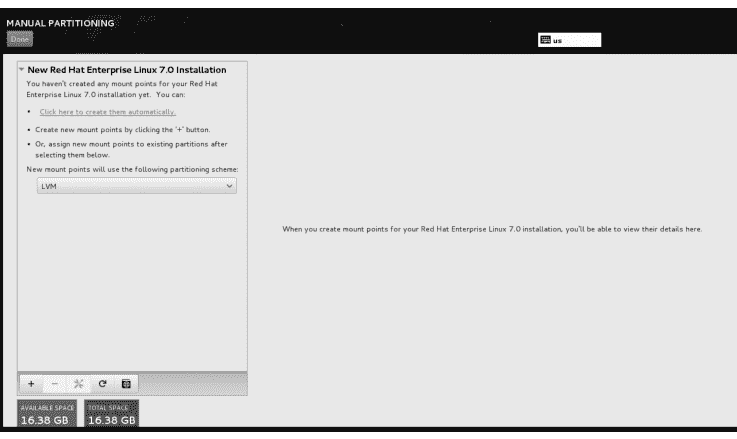 MANUAL PARTITIONING
Done
us
New Red Hat Enterprise Linux 7.0 Installation
You haven't created any mount points for your Red Hat
Enterprise Linux 7.0 installation yet. You can:
• Click here to create them automatically.
• Create new mount points by clicking the '+' button.
• Or, assign new mount points to existing partitions after
selecting them below.
New mount points will use the following partitioning scheme:
LVM
When you create mount points for your Red Hat Enterprise Linux 7.0 installation, you'll be able to view their details here.
AVAILABLE SPACE
16.38 GB
TOTAL SPACE
16.38 GB